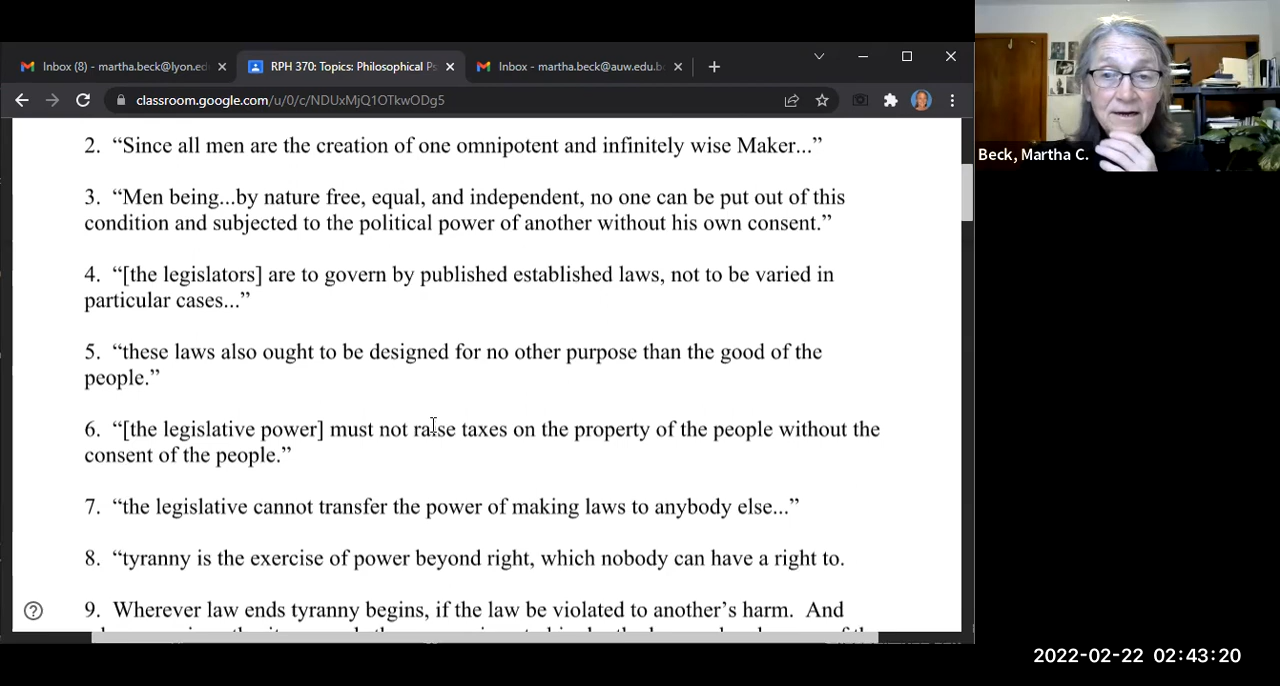 Inbox (8) - martha.beck@lyon.ed
RPH 370: Topics: Philosophical Ps
Inbox - martha.beck@auw.edu.b
classroom.google.com/u/0/c/NDUxMjQ1OTkwODg5
2. “Since all men are the creation of one omnipotent and infinitely wise Maker...”
3. “Men being...by nature free, equal, and independent, no one can be put out of this
condition and subjected to the political power of another without his own consent.”
4. “[the legislators] are to govern by published established laws, not to be varied in
particular cases...”
5. “these laws also ought to be designed for no other purpose than the good of the
people.”
6. “[the legislative power] must not raise taxes on the property of the people without the
consent of the people.”
7. “the legislative cannot transfer the power of making laws to anybody else...”
8. “tyranny is the exercise of power beyond right, which nobody can have a right to.
9. Wherever law ends tyranny begins, if the law be violated to another’s harm. And
Beck, Martha C.
2022-02-22 02:43:20